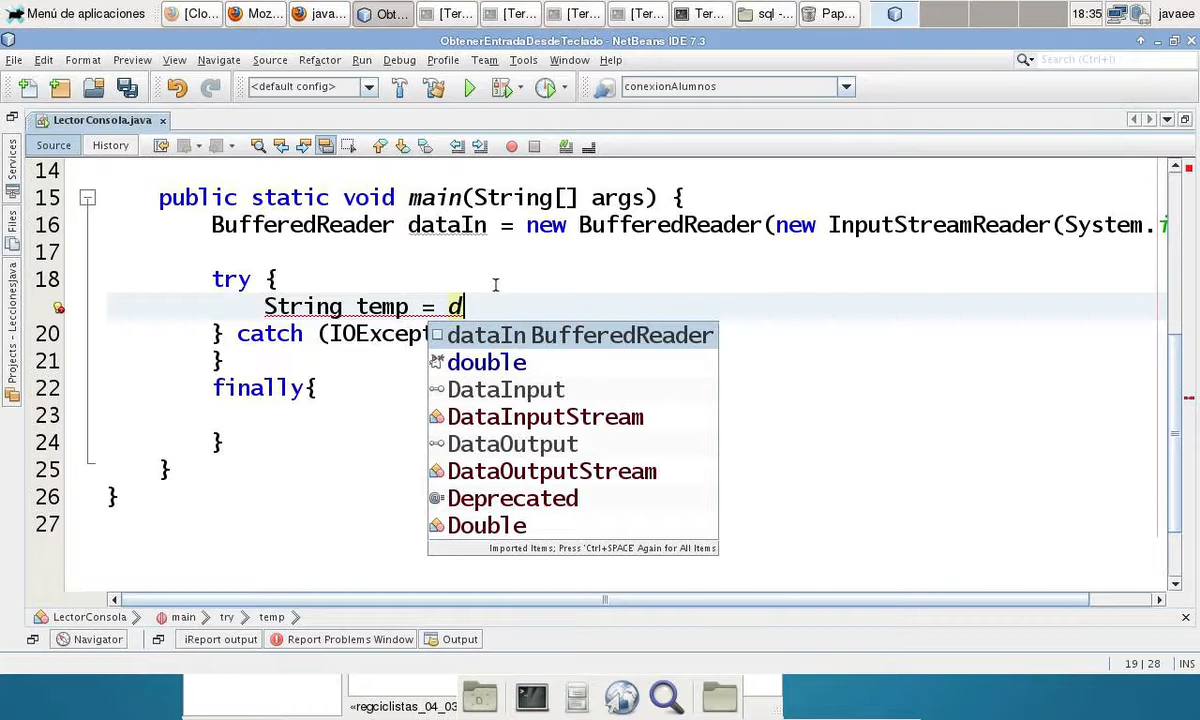 Menú de aplicaciones [Clo... Moz... java... Obt... [Ter... [Ter... [Ter... [Ter... Ter... sql -... Pap... 18:35 javaee
ObtenerEntradaDesdeTeclado - NetBeans IDE 7.3
File Edit Format Preview View Navigate Source Refactor Run Debug Profile Team Tools Window Help Search (Ctrl+I)
<default config> conexionAlumnos
LectorConsola.java
Source History
Services
Files
Projects - LeccionesJava
14
15 public static void main(String[] args) {
16 BufferedReader dataIn = new BufferedReader(new InputStreamReader(System.i
17
18 try {
String temp = d
20 } catch (IOExcept
21 }
22 finally{
23
24 }
25 }
26 }
27
dataIn BufferedReader
double
DataInput
DataInputStream
DataOutput
DataOutputStream
Deprecated
Double
Imported Items; Press 'Ctrl+SPACE' Again for All Items
LectorConsola main try temp
Navigator iReport output Report Problems Window Output
19 | 28 INS
«regciclistas_04_03